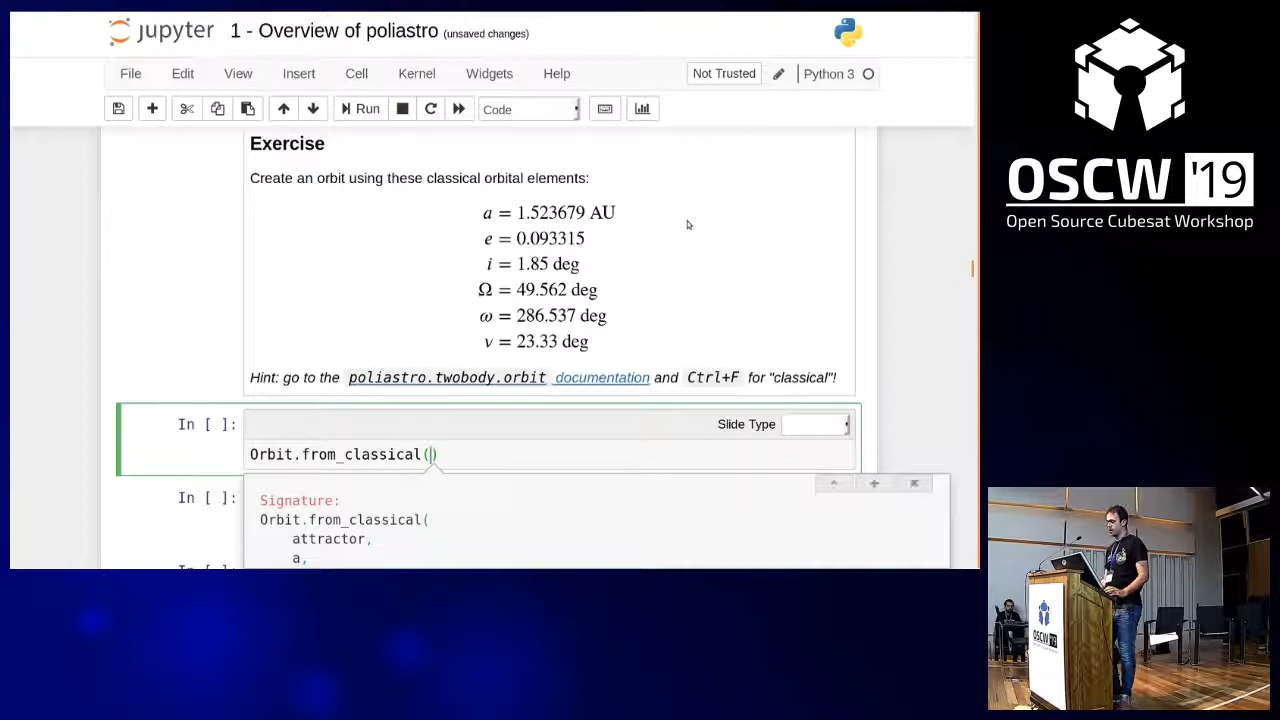 jupyter 1 - Overview of poliastro (unsaved changes)
File Edit View Insert Cell Kernel Widgets Help Not Trusted Python 3
Run Code
Exercise
Create an orbit using these classical orbital elements:
a = 1.523679 AU
e = 0.093315
i = 1.85 deg
Ω = 49.562 deg
ω = 286.537 deg
ν = 23.33 deg
Hint: go to the poliastro.twobody.orbit documentation and Ctrl+F for "classical"!
In [ ]: Slide Type
Orbit.from_classical()
In [ ]:
Signature:
Orbit.from_classical(
attractor,
a,
OSCW '19
Open Source Cubesat Workshop
OSCW
'19